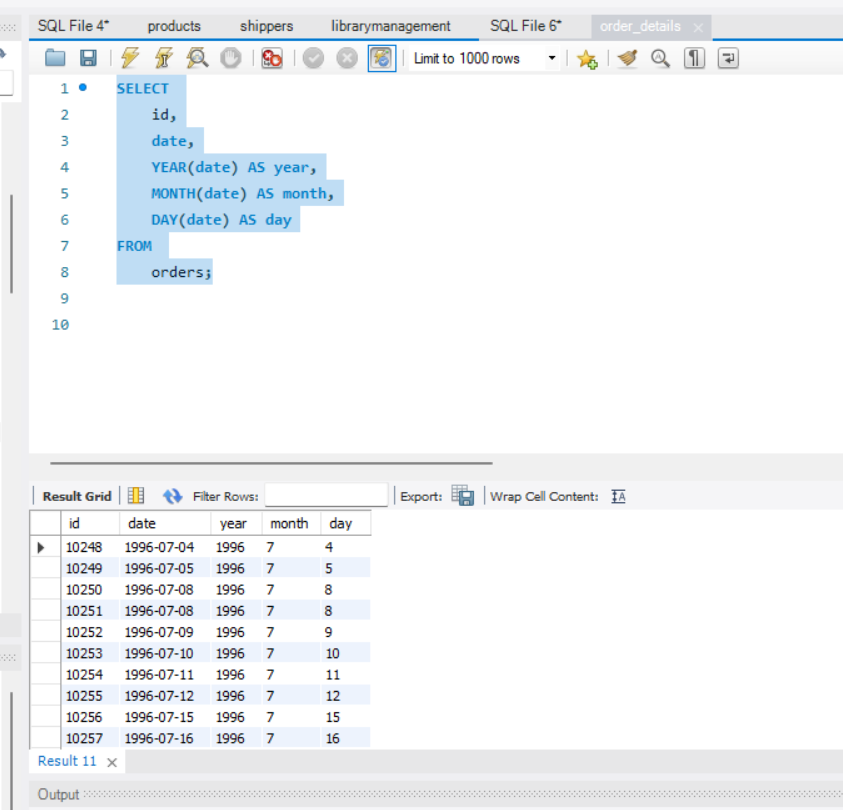 SQL File 4* products shippers librarymanagement SQL File 6* order_details
Limit to 1000 rows
1 SELECT
2 id,
3 date,
4 YEAR(date) AS year,
5 MONTH(date) AS month,
6 DAY(date) AS day
7 FROM
8 orders;
9
10
Result Grid Filter Rows: Export: Wrap Cell Content: IA
id date year month day
10248 1996-07-04 1996 7 4
10249 1996-07-05 1996 7 5
10250 1996-07-08 1996 7 8
10251 1996-07-08 1996 7 8
10252 1996-07-09 1996 7 9
10253 1996-07-10 1996 7 10
10254 1996-07-11 1996 7 11
10255 1996-07-12 1996 7 12
10256 1996-07-15 1996 7 15
10257 1996-07-16 1996 7 16
Result 11
Output